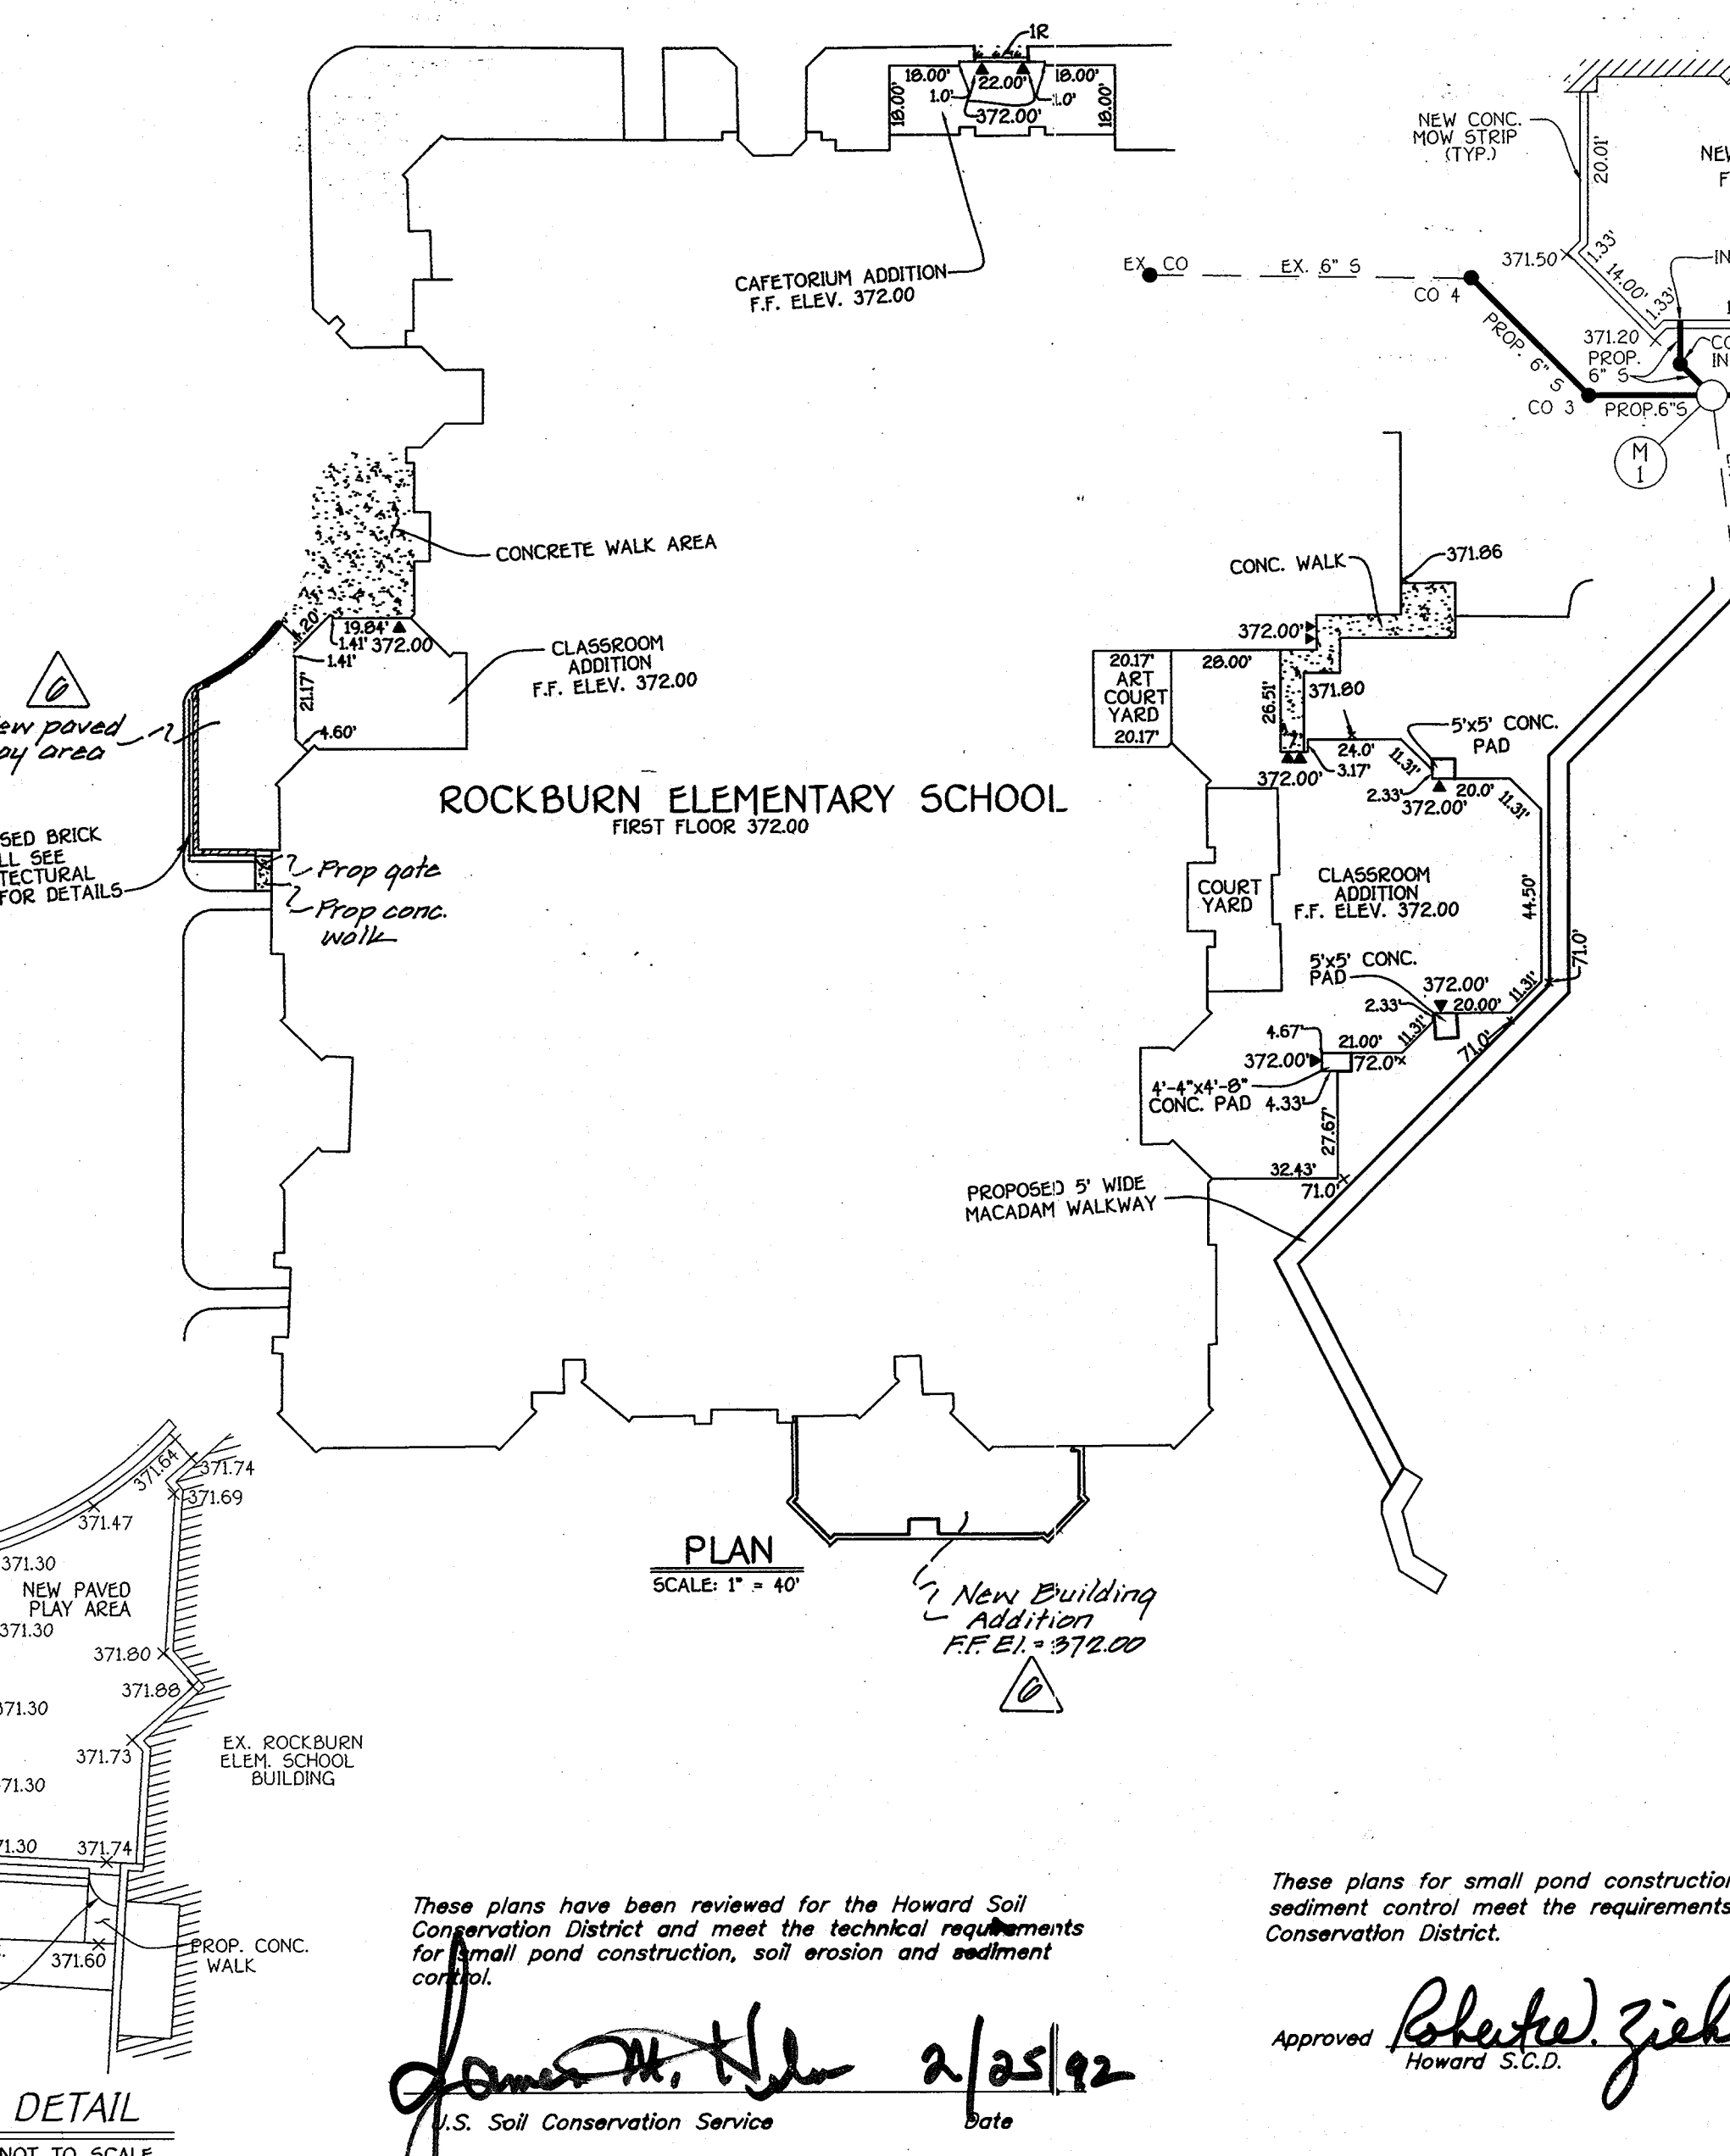 1R
18.00'
22.00'
18.00'
18.00'
1.0'
1.0'
18.00'
372.00'
CAFETORIUM ADDITION
F.F. ELEV. 372.00
NEW CONC.
MOW STRIP
(TYP.)
20.01'
371.50
1.33'
14.00'
1.33'
371.20
PROP.
6" S
EX. CO
EX. 6" S
CO 4
PROP. 6" S
CO 3
PROP.6"S
M
1
CONCRETE WALK AREA
19.84'
1.41'
372.00
1.41'
21.17'
4.60'
CLASSROOM
ADDITION
F.F. ELEV. 372.00
6
paved
area
BRICK
SEE
FOR DETAILS
Prop gate
Prop conc.
walk
ROCKBURN ELEMENTARY SCHOOL
FIRST FLOOR 372.00
CONC. WALK
371.86
372.00'
20.17'
ART
COURT
YARD
20.17'
28.00'
26.51'
7'
371.80
24.0'
3.17'
372.00'
11.31'
5'x5' CONC.
PAD
2.33'
20.0'
372.00'
11.31'
COURT
YARD
CLASSROOM
ADDITION
F.F. ELEV. 372.00
44.50'
71.0'
5'x5' CONC.
PAD
372.00'
2.33'
20.00'
11.31'
4.67'
21.00'
11.31'
71.0'
372.00'
72.0'
4'-4"x4'-8"
CONC. PAD
4.33'
27.67'
32.43'
71.0'
PROPOSED 5' WIDE
MACADAM WALKWAY
PLAN
SCALE: 1" = 40'
New Building
Addition
F.F. El. = 372.00
6
371.64
371.74
371.69
371.47
371.30
NEW PAVED
PLAY AREA
371.30
371.80
371.88
371.30
371.73
EX. ROCKBURN
ELEM. SCHOOL
BUILDING
371.74
PROP. CONC.
WALK
371.60
DETAIL
NOT TO SCALE
These plans have been reviewed for the Howard Soil
Conservation District and meet the technical requirements
for small pond construction, soil erosion and sediment
control.
James M.
2/25/92
U.S. Soil Conservation Service
Date
These plans for small pond construction
sediment control meet the requirements
Conservation District.
Approved
Howard S.C.D.